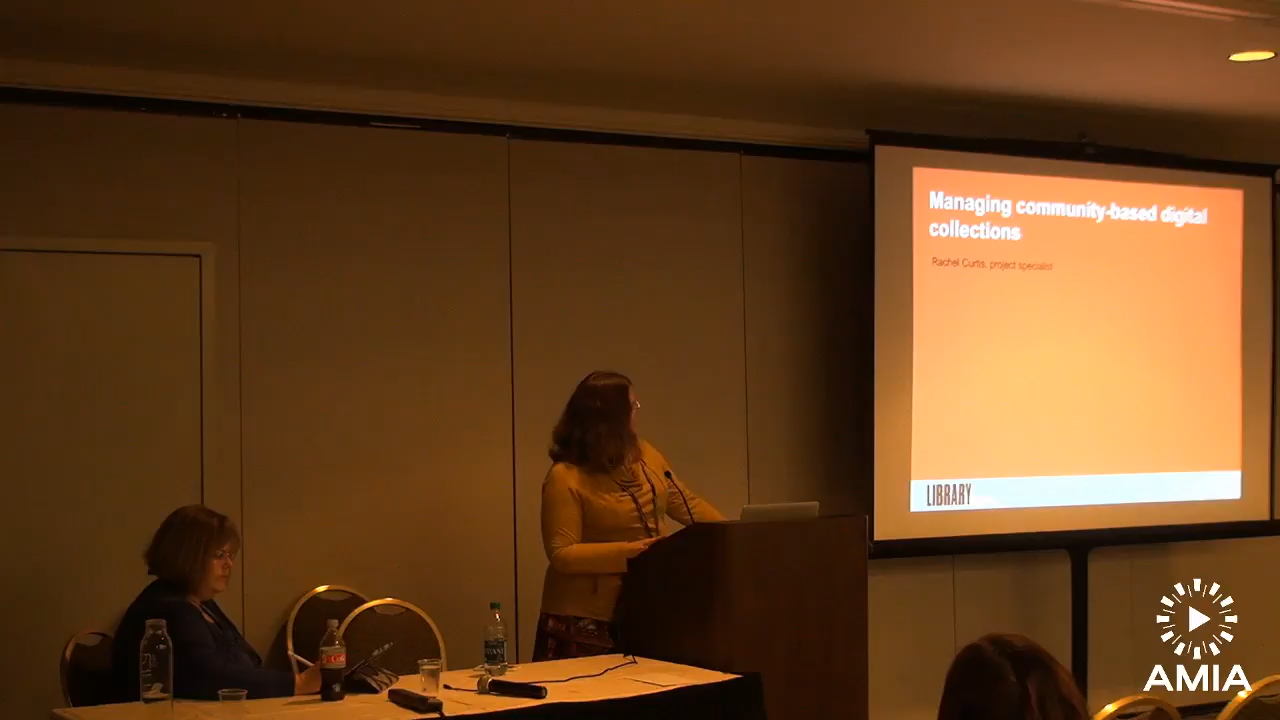 Managing community-based digital
collections
Rachel Curtis, project specialist
LIBRARY
AMIA